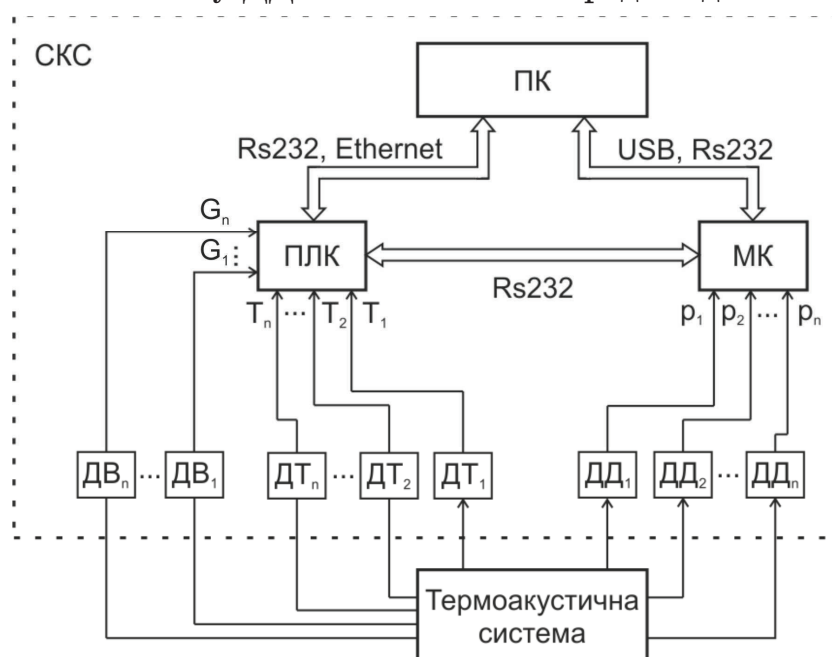 СКС
ПК
Rs232, Ethernet
USB, Rs232
Gₙ
G₁
ПЛК
МК
Rs232
Tₙ ... T₂ T₁
p₁ p₂ ... pₙ
ДВₙ ... ДВ₁
ДТₙ ... ДТ₂
ДТ₁
ДД₁
ДД₂ ... ДДₙ
Термоакустична
система